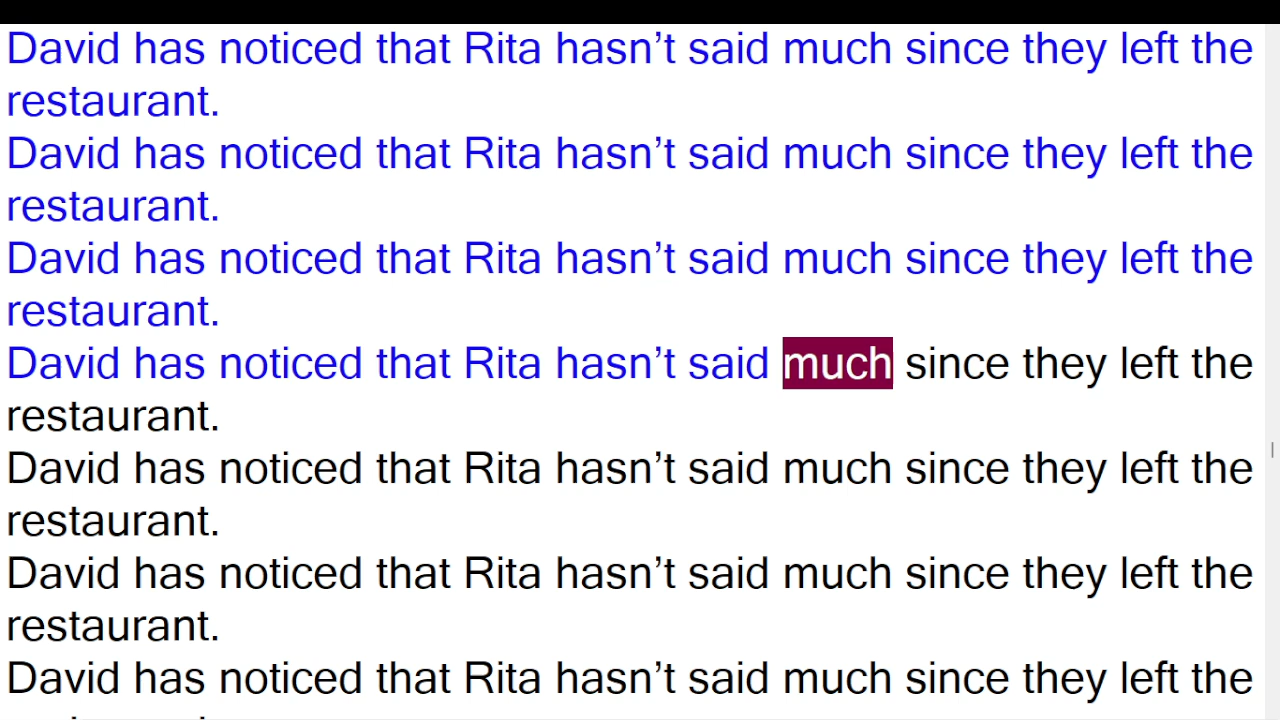 David has noticed that Rita hasn’t said much since they left the
restaurant.
David has noticed that Rita hasn’t said much since they left the
restaurant.
David has noticed that Rita hasn’t said much since they left the
restaurant.
David has noticed that Rita hasn’t said much since they left the
restaurant.
David has noticed that Rita hasn’t said much since they left the
restaurant.
David has noticed that Rita hasn’t said much since they left the
restaurant.
David has noticed that Rita hasn’t said much since they left the